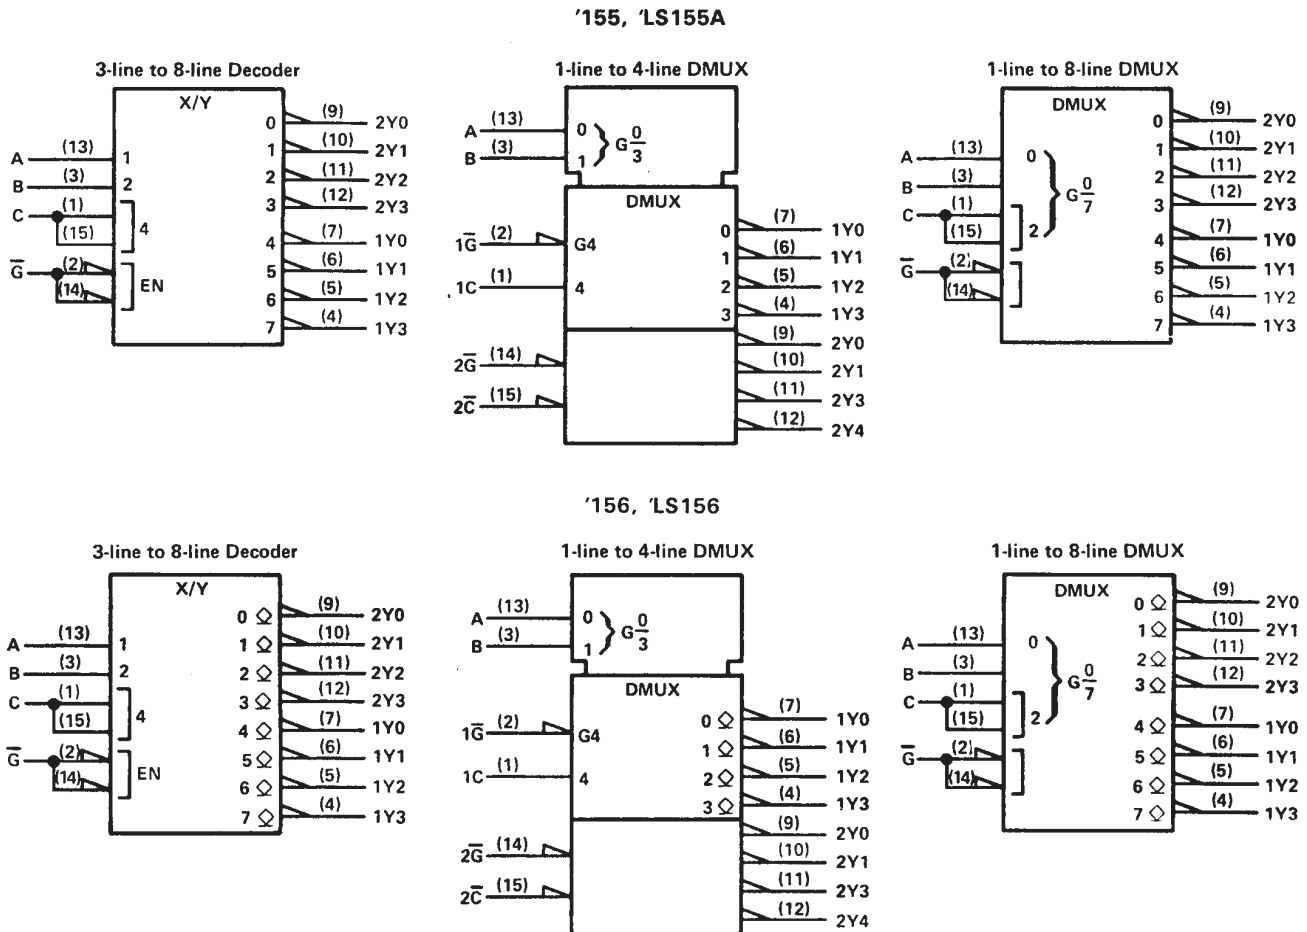 '155, 'LS155A
3-line to 8-line Decoder
X/Y
A (13) 1
B (3) 2
C (1)
(15)
4
G̅ (2)
(14)
EN
0 (9) 2Y0
1 (10) 2Y1
2 (11) 2Y2
3 (12) 2Y3
4 (7) 1Y0
5 (6) 1Y1
6 (5) 1Y2
7 (4) 1Y3
1-line to 4-line DMUX
A (13) 0
B (3) 1
} G 0/3
DMUX
1G̅ (2) G4
1C (1) 4
0 (7) 1Y0
1 (6) 1Y1
2 (5) 1Y2
3 (4) 1Y3
2G̅ (14)
2C̅ (15)
(9) 2Y0
(10) 2Y1
(11) 2Y3
(12) 2Y4
1-line to 8-line DMUX
DMUX
A (13) 0
B (3)
C (1)
(15)
2
} G 0/7
G̅ (2)
(14)
0 (9) 2Y0
1 (10) 2Y1
2 (11) 2Y2
3 (12) 2Y3
4 (7) 1Y0
5 (6) 1Y1
6 (5) 1Y2
7 (4) 1Y3
'156, 'LS156
3-line to 8-line Decoder
X/Y
A (13) 1
B (3) 2
C (1)
(15)
4
G̅ (2)
(14)
EN
0 ◇ (9) 2Y0
1 ◇ (10) 2Y1
2 ◇ (11) 2Y2
3 ◇ (12) 2Y3
4 ◇ (7) 1Y0
5 ◇ (6) 1Y1
6 ◇ (5) 1Y2
7 ◇ (4) 1Y3
1-line to 4-line DMUX
A (13) 0
B (3) 1
} G 0/3
DMUX
1G̅ (2) G4
1C (1) 4
0 ◇ (7) 1Y0
1 ◇ (6) 1Y1
2 ◇ (5) 1Y2
3 ◇ (4) 1Y3
2G̅ (14)
2C̅ (15)
(9) 2Y0
(10) 2Y1
(11) 2Y3
(12) 2Y4
1-line to 8-line DMUX
DMUX
A (13) 0
B (3)
C (1)
(15)
2
} G 0/7
G̅ (2)
(14)
0 ◇ (9) 2Y0
1 ◇ (10) 2Y1
2 ◇ (11) 2Y2
3 ◇ (12) 2Y3
4 ◇ (7) 1Y0
5 ◇ (6) 1Y1
6 ◇ (5) 1Y2
7 ◇ (4) 1Y3